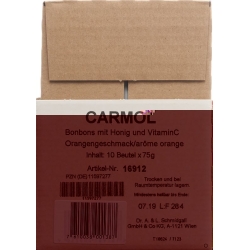 CARMOL
Bonbons mit Honig und VitaminC
Orangengeschmack/arôme orange
Inhalt: 10 Beutel x 75g
Artikel-Nr. 16912
Trocken und bei
Raumtemperatur lagern.
07.19 L/F 264
Dr. A. & L. Schmidgall
GmbH & Co KG, A-1121 Wien